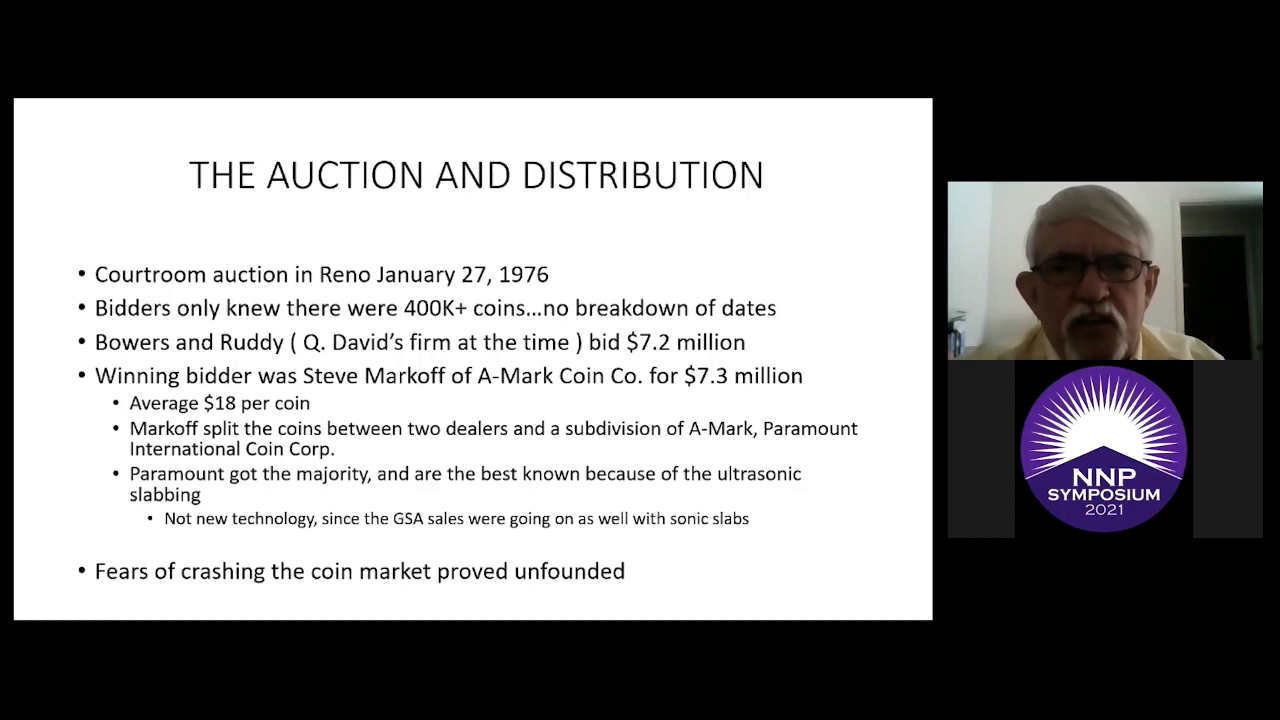 THE AUCTION AND DISTRIBUTION
• Courtroom auction in Reno January 27, 1976
• Bidders only knew there were 400K+ coins...no breakdown of dates
• Bowers and Ruddy ( Q. David's firm at the time ) bid $7.2 million
• Winning bidder was Steve Markoff of A-Mark Coin Co. for $7.3 million
• Average $18 per coin
• Markoff split the coins between two dealers and a subdivision of A-Mark, Paramount
International Coin Corp.
• Paramount got the majority, and are the best known because of the ultrasonic
slabbing
• Not new technology, since the GSA sales were going on as well with sonic slabs
• Fears of crashing the coin market proved unfounded
NNP
SYMPOSIUM
2021